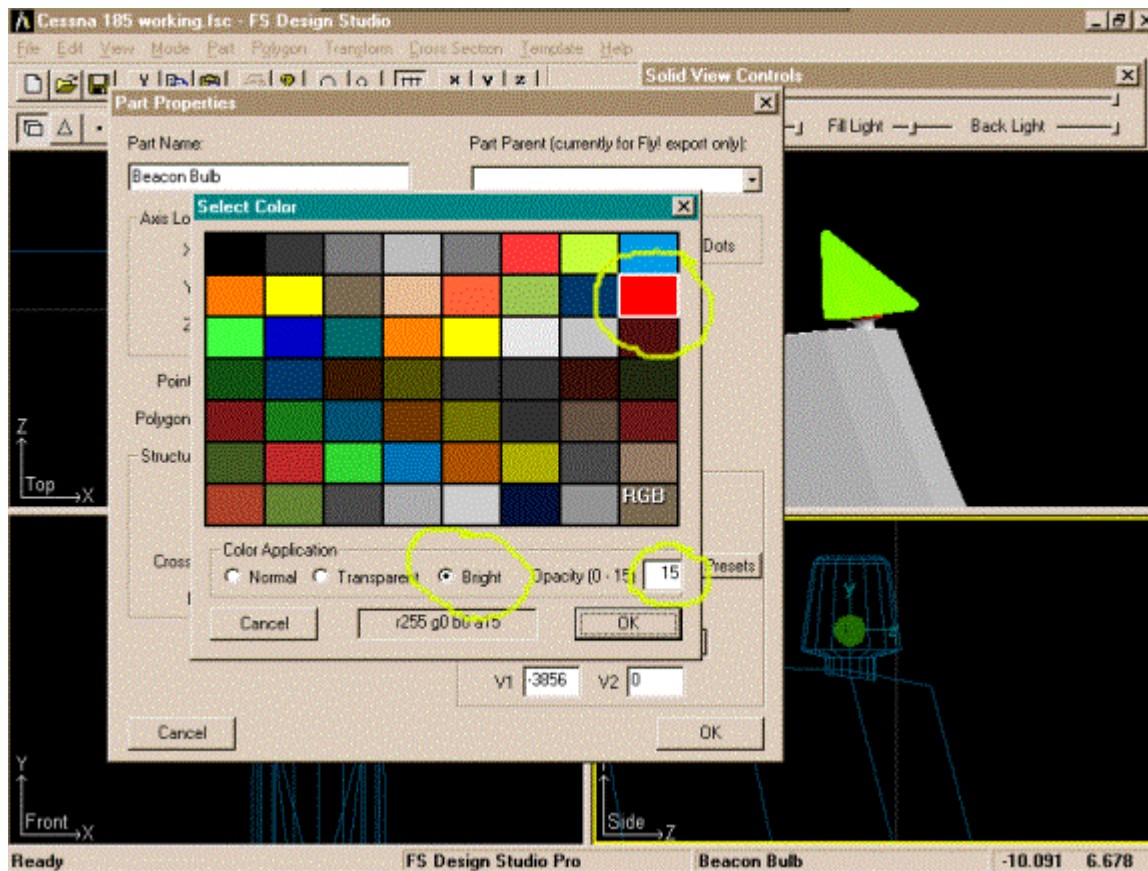 Cessna 185 working.fsc - FS Design Studio
File Edit View Mode Part Polygon Transform Cross Section Template Help
Solid View Controls
Fill Light Back Light
Part Properties
Part Name: Part Parent (currently for Fly! export only):
Beacon Bulb
Select Color
Axis Lo
Dots
Point
Polygon
Structu
RGB
Color Application
Cross
Normal Transparent Bright Opacity (0 - 15) 15 Presets
Cancel r255 g0 b0 a15 OK
V1 -3856 V2 0
Cancel OK
Z
Top X
Y
Front X
Y
Side Z
Ready FS Design Studio Pro Beacon Bulb -10.091 6.678